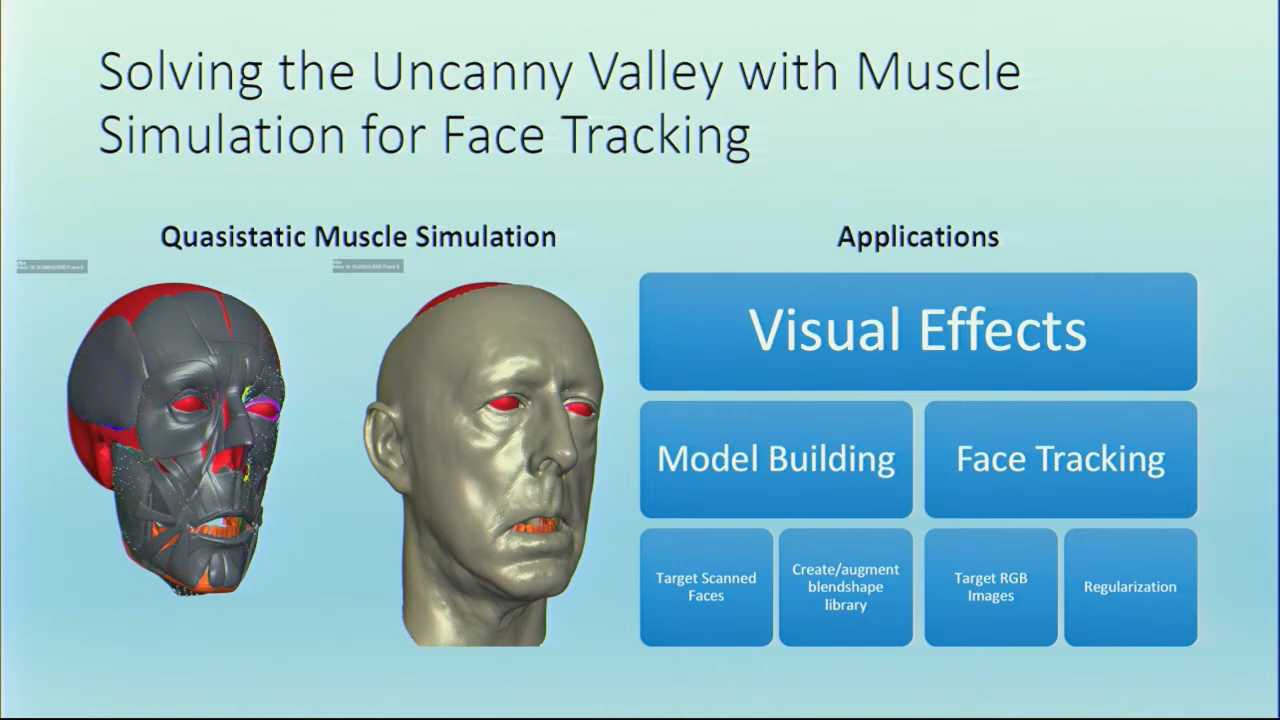 Solving the Uncanny Valley with Muscle
Simulation for Face Tracking
Quasistatic Muscle Simulation
Applications
Visual Effects
Model Building
Face Tracking
Target Scanned
Faces
Create/augment
blendshape
library
Target RGB
Images
Regularization